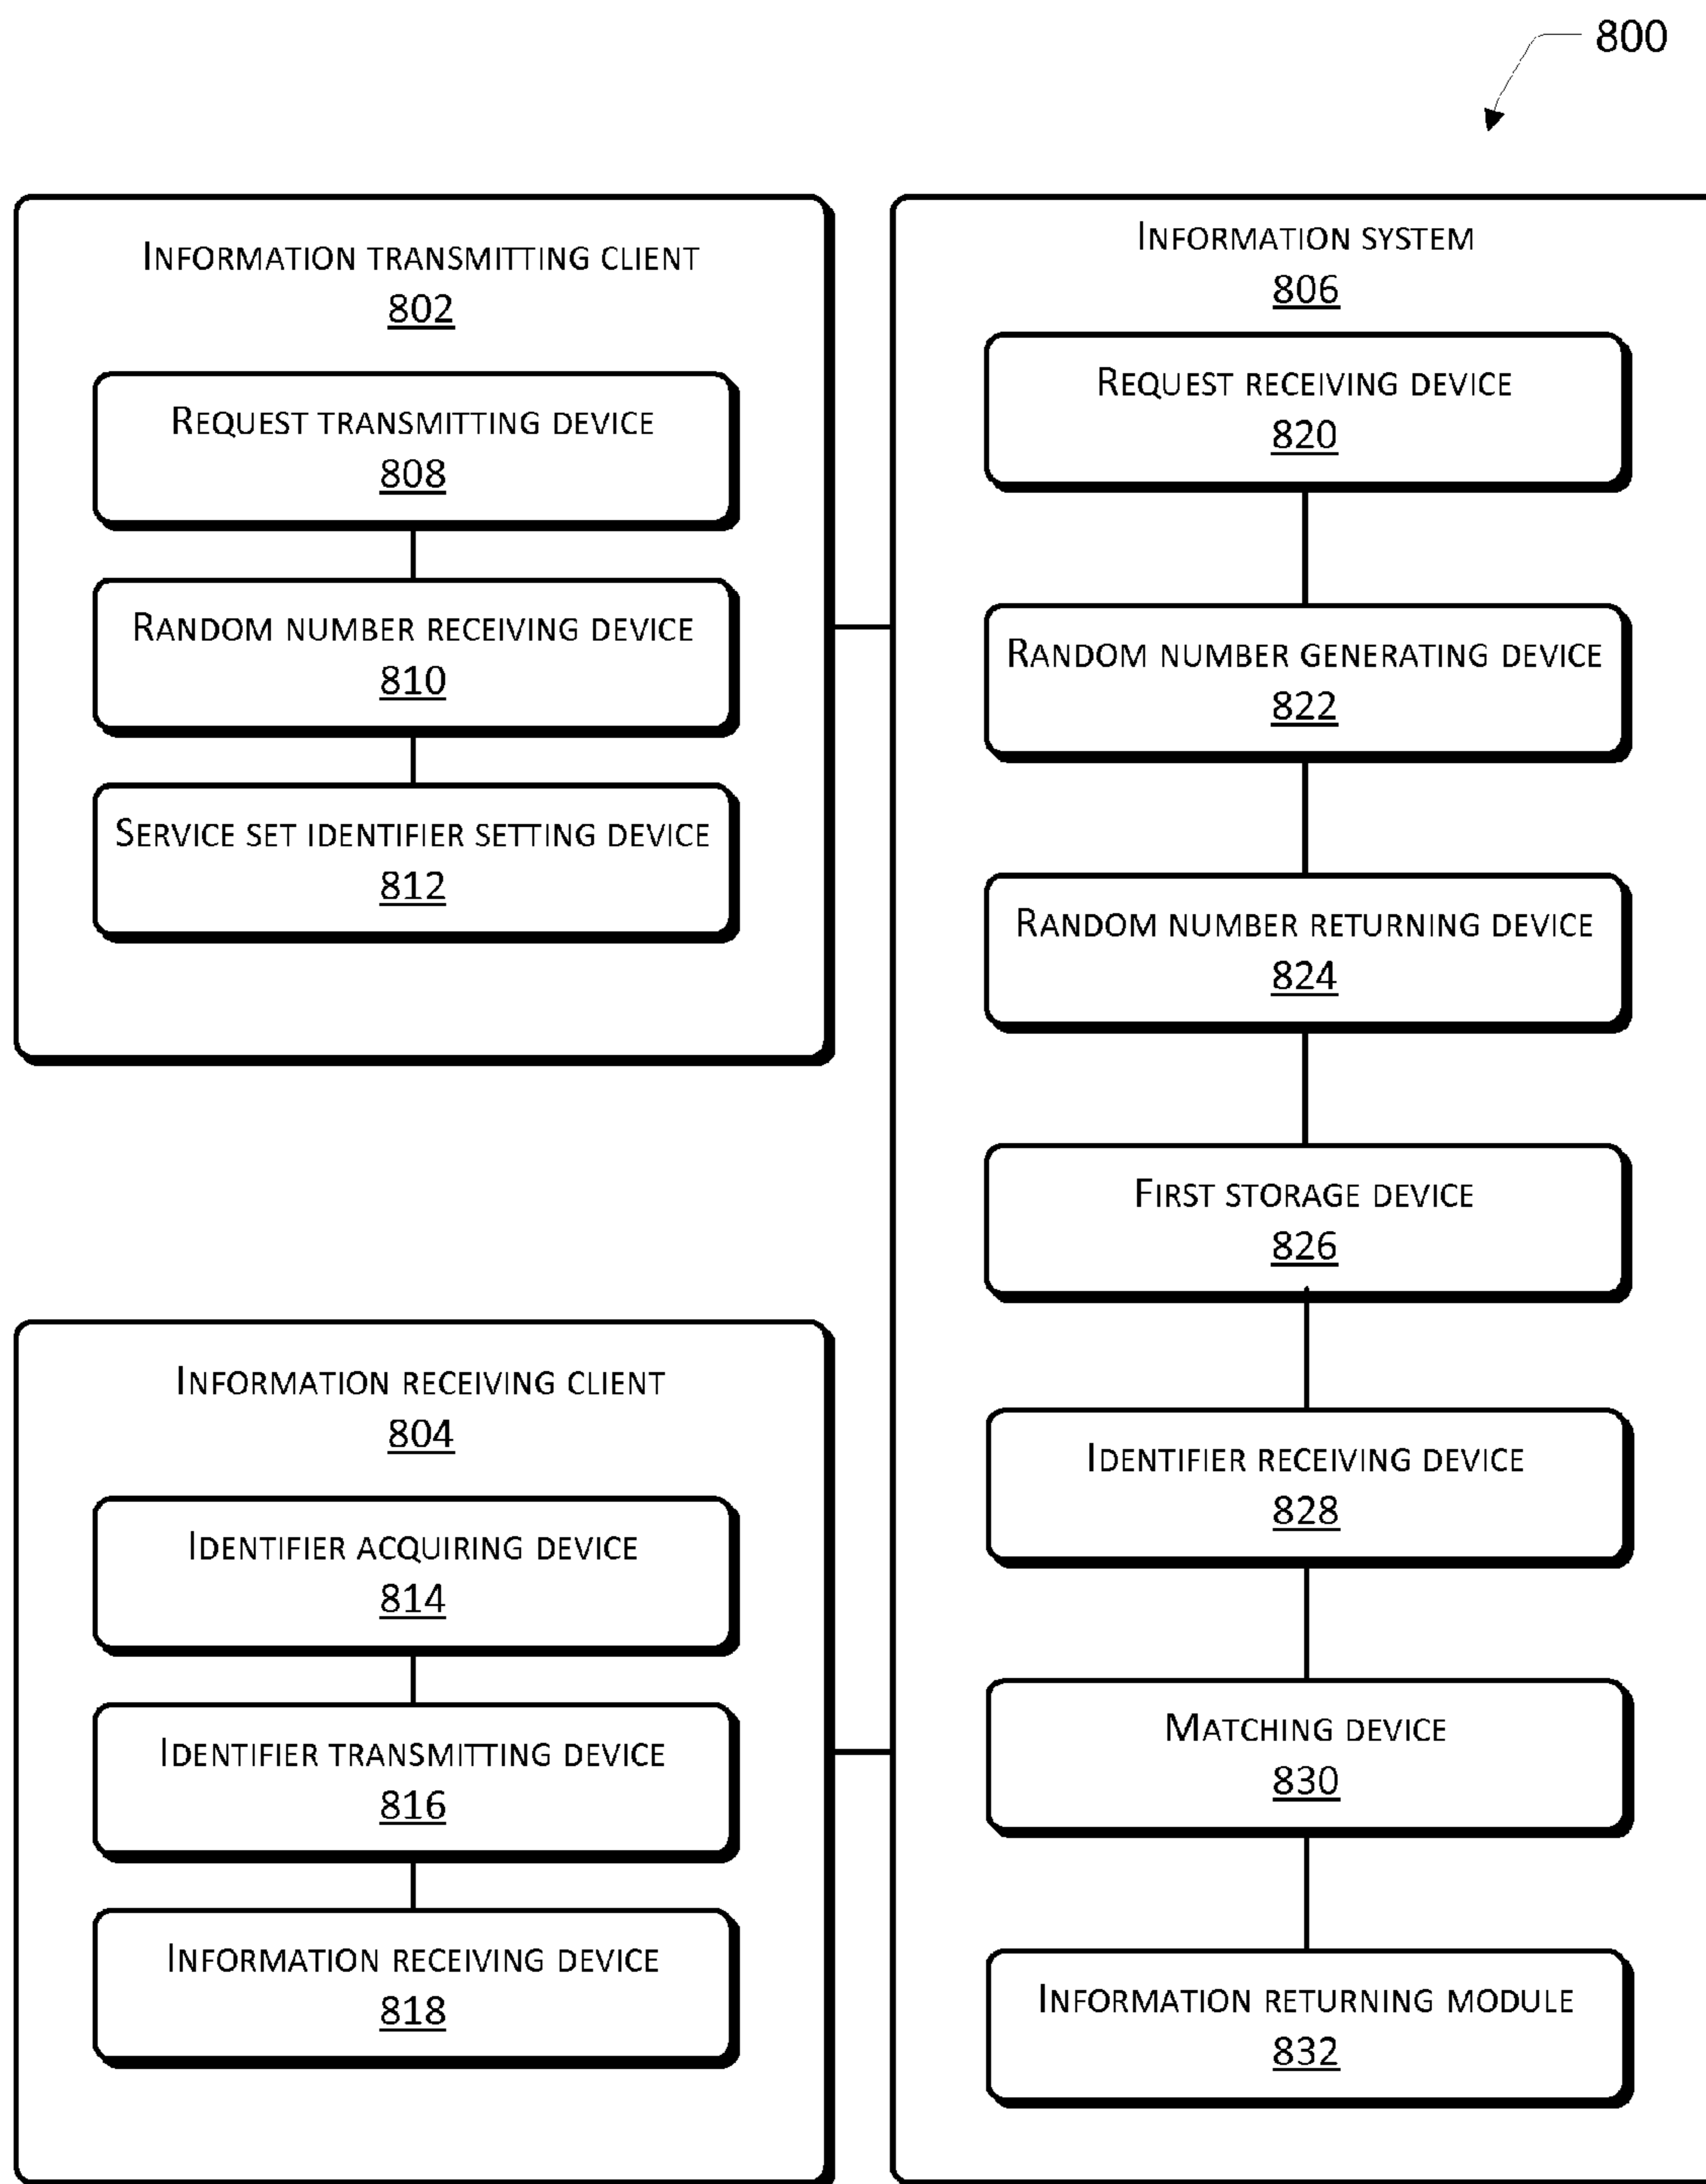 800
INFORMATION TRANSMITTING CLIENT
802
REQUEST TRANSMITTING DEVICE
808
RANDOM NUMBER RECEIVING DEVICE
810
SERVICE SET IDENTIFIER SETTING DEVICE
812
INFORMATION RECEIVING CLIENT
804
IDENTIFIER ACQUIRING DEVICE
814
IDENTIFIER TRANSMITTING DEVICE
816
INFORMATION RECEIVING DEVICE
818
INFORMATION SYSTEM
806
REQUEST RECEIVING DEVICE
820
RANDOM NUMBER GENERATING DEVICE
822
RANDOM NUMBER RETURNING DEVICE
824
FIRST STORAGE DEVICE
826
IDENTIFIER RECEIVING DEVICE
828
MATCHING DEVICE
830
INFORMATION RETURNING MODULE
832